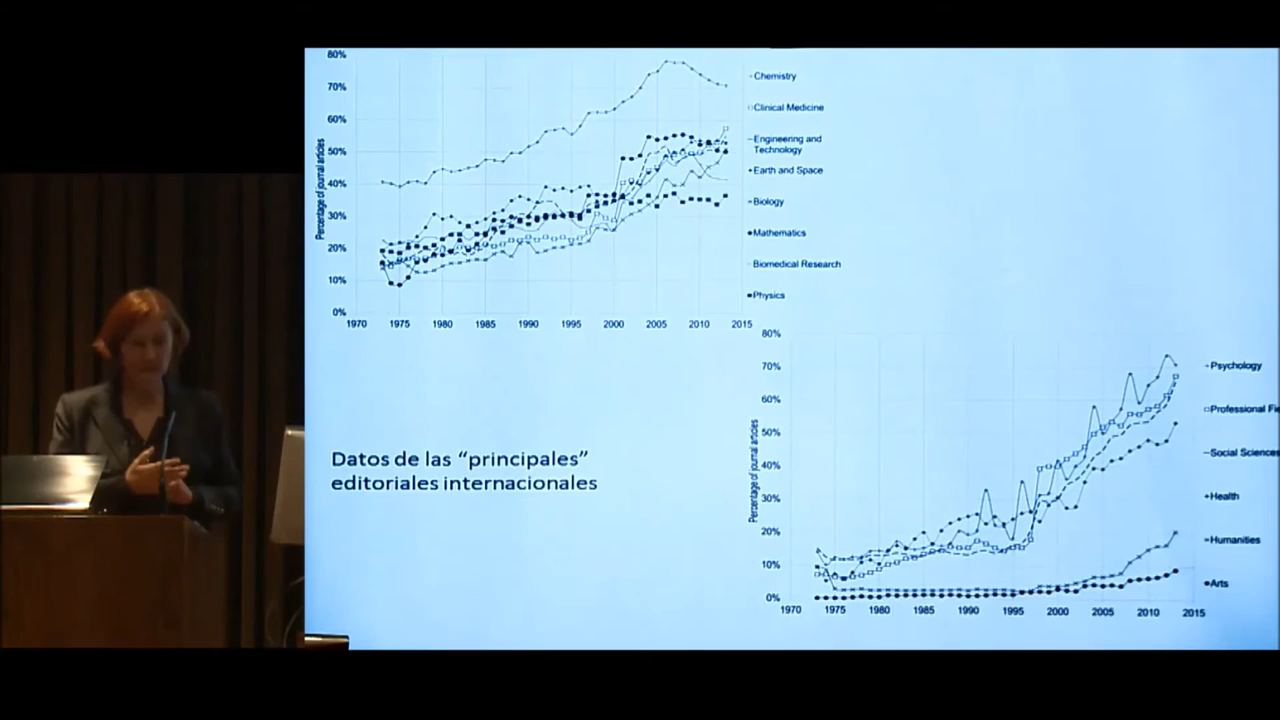 80%
70%
60%
50%
40%
30%
20%
10%
0%
Percentage of journal articles
1970 1975 1980 1985 1990 1995 2000 2005 2010 2015
Chemistry
Clinical Medicine
Engineering and
Technology
Earth and Space
Biology
Mathematics
Biomedical Research
Physics
Datos de las “principales”
editoriales internacionales
80%
70%
60%
50%
40%
30%
20%
10%
0%
Percentage of journal articles
1970 1975 1980 1985 1990 1995 2000 2005 2010 2015
Psychology
Professional Fie
Social Sciences
Health
Humanities
Arts